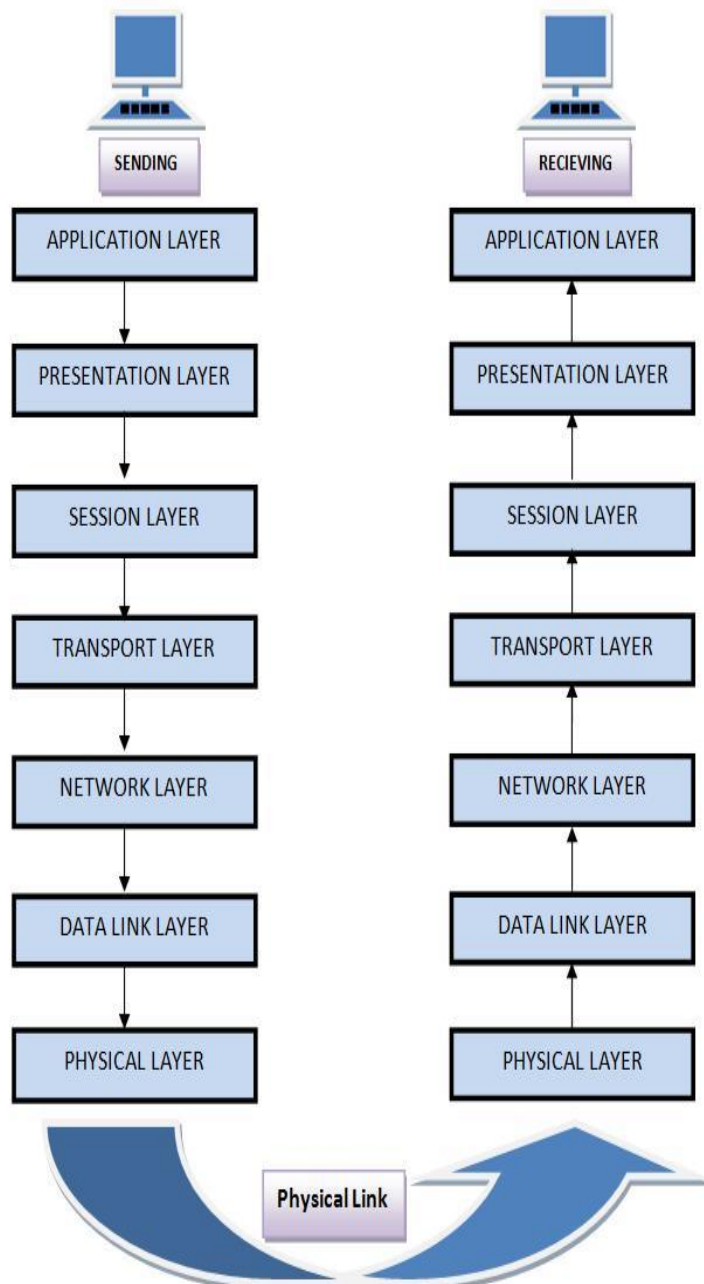 SENDING
APPLICATION LAYER
PRESENTATION LAYER
SESSION LAYER
TRANSPORT LAYER
NETWORK LAYER
DATA LINK LAYER
PHYSICAL LAYER
RECIEVING
APPLICATION LAYER
PRESENTATION LAYER
SESSION LAYER
TRANSPORT LAYER
NETWORK LAYER
DATA LINK LAYER
PHYSICAL LAYER
Physical Link